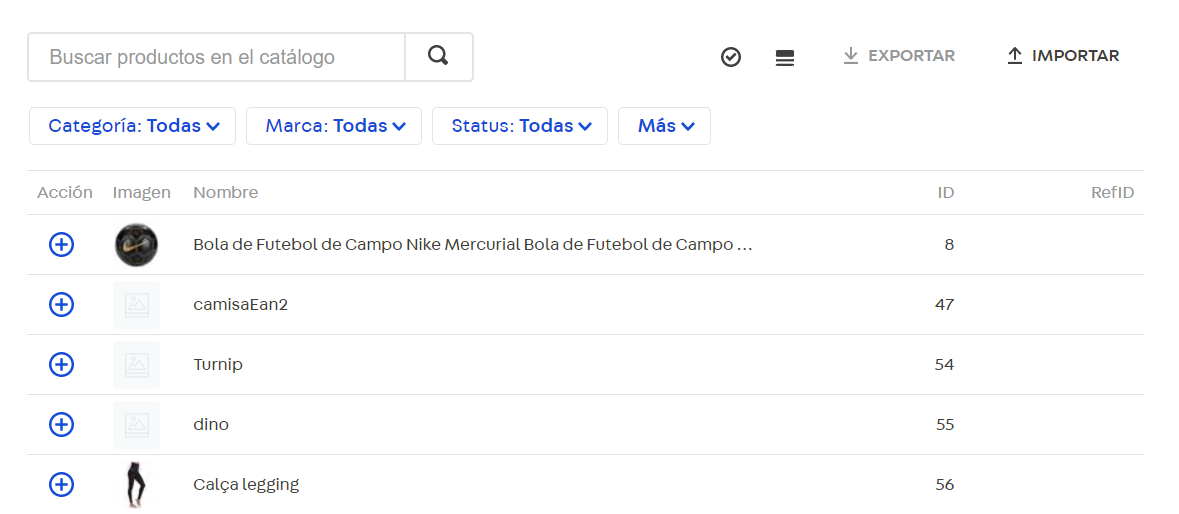 Buscar productos en el catálogo
EXPORTAR
IMPORTAR
Categoría: Todas
Marca: Todas
Status: Todas
Más
Acción Imagen Nombre ID RefID
Bola de Futebol de Campo Nike Mercurial Bola de Futebol de Campo ... 8
camisaEan2 47
Turnip 54
dino 55
Calça legging 56